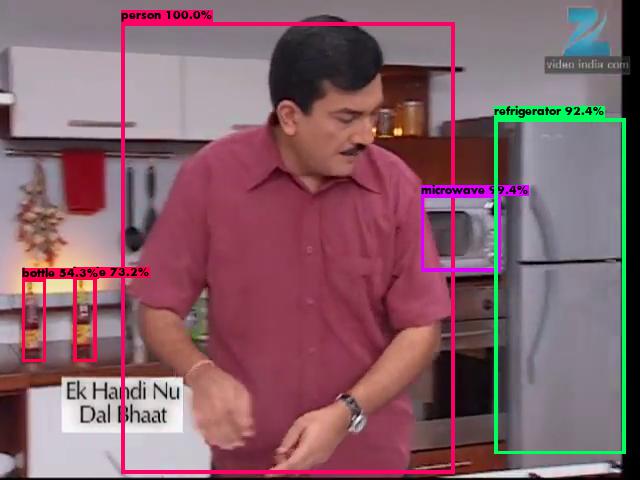 person 100.0%
video india com
refrigerator 92.4%
microwave 99.4%
bottle 54.3%
e 73.2%
Ek Handi Nu
Dal Bhaat